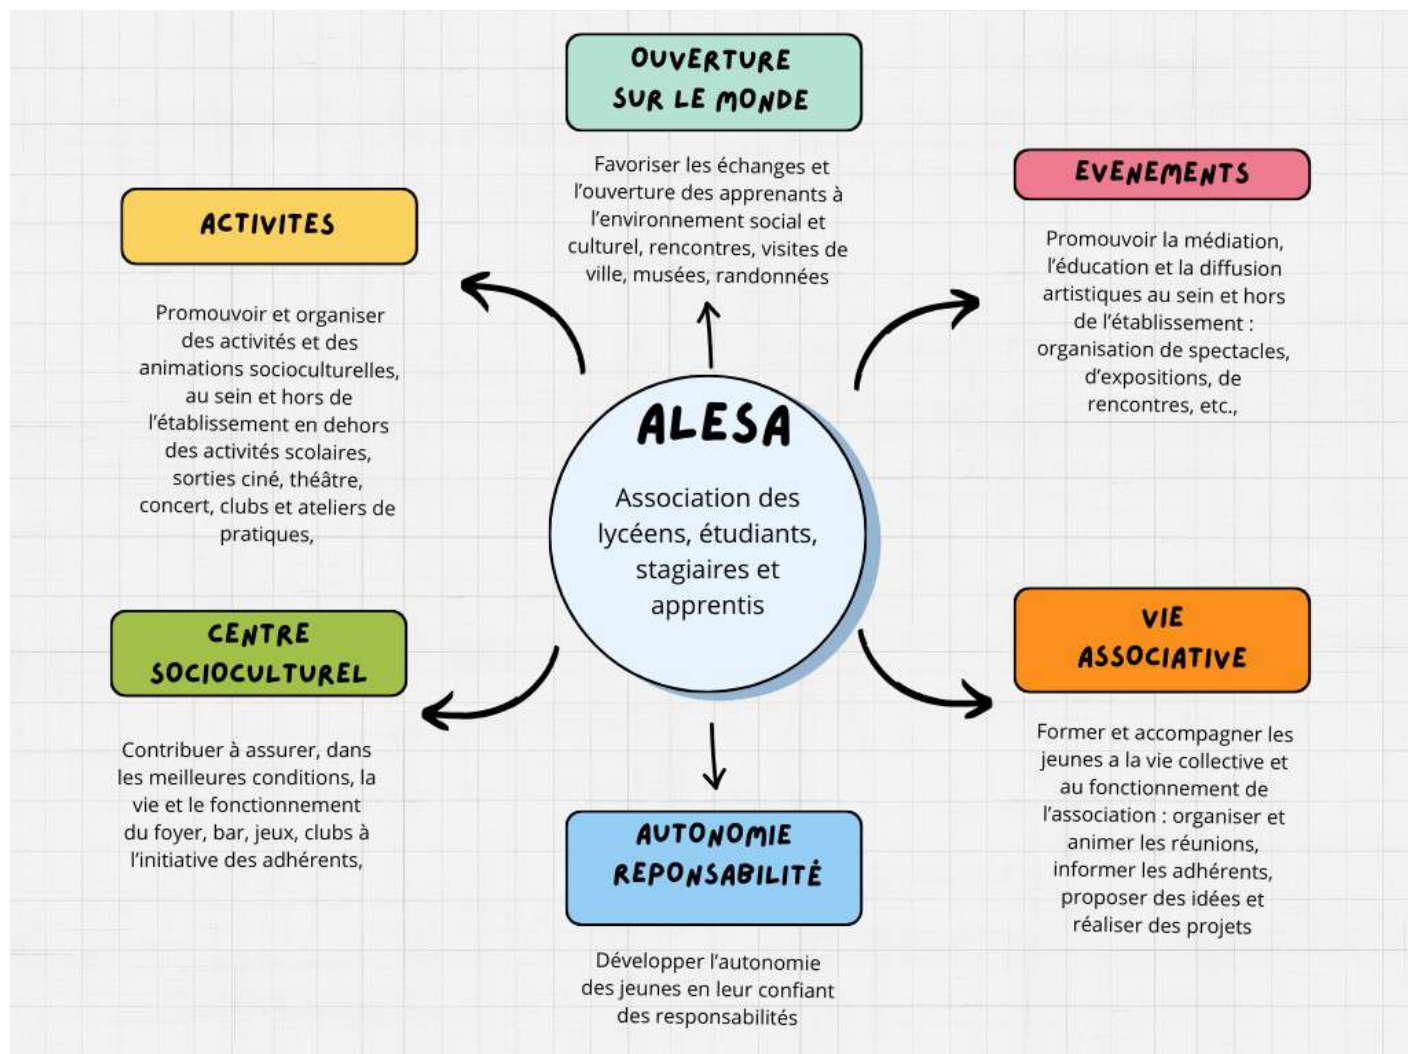 OUVERTURE
SUR LE MONDE
Favoriser les échanges et
l'ouverture des apprenants à
l'environnement social et
culturel, rencontres, visites de
ville, musées, randonnées
EVENEMENTS
Promouvoir la médiation,
l'éducation et la diffusion
artistiques au sein et hors
de l'établissement :
organisation de spectacles,
d'expositions, de
rencontres, etc.,
ACTIVITES
Promouvoir et organiser
des activités et des
animations socioculturelles,
au sein et hors de
l'établissement en dehors
des activités scolaires,
sorties ciné, théâtre,
concert, clubs et ateliers de
pratiques,
ALESA
Association des
lycéens, étudiants,
stagiaires et
apprentis
CENTRE
SOCIOCULTUREL
Contribuer à assurer, dans
les meilleures conditions, la
vie et le fonctionnement
du foyer, bar, jeux, clubs à
l'initiative des adhérents,
VIE
ASSOCIATIVE
Former et accompagner les
jeunes a la vie collective et
au fonctionnement de
l'association : organiser et
animer les réunions,
informer les adhérents,
proposer des idées et
réaliser des projets
AUTONOMIE
REPONSABILITÉ
Développer l'autonomie
des jeunes en leur confiant
des responsabilités